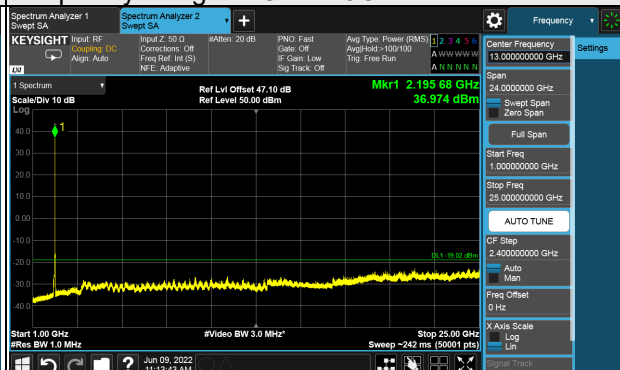 Spectrum Analyzer 1
Swept SA
Spectrum Analyzer 2
Swept SA
+
Frequency
KEYSIGHT
Input: RF
Coupling: DC
Align: Auto
Input Z: 50 Ω
Corrections: Off
Freq Ref: Int (S)
NFE: Adaptive
#Atten: 20 dB
PNO: Fast
Gate: Off
IF Gain: Low
Sig Track: Off
Avg Type: Power (RMS)
Avg|Hold:>100/100
Trig: Free Run
1 2 3 4 5 6
A W W W W W
A N N N N N
LXI
1 Spectrum
Scale/Div 10 dB
Log
Ref Lvl Offset 47.10 dB
Ref Level 50.00 dBm
Mkr1 2.195 68 GHz
36.974 dBm
1
40.0
30.0
20.0
10.0
0.00
-10.0
-20.0
-30.0
-40.0
DL1 -19.02 dBm
Start 1.00 GHz
#Res BW 1.0 MHz
#Video BW 3.0 MHz*
Stop 25.00 GHz
Sweep ~242 ms (50001 pts)
?
Jun 09, 2022
11:13:43 AM
Center Frequency
13.000000000 GHz
Settings
Span
24.0000000 GHz
Swept Span
Zero Span
Full Span
Start Freq
1.000000000 GHz
Stop Freq
25.000000000 GHz
AUTO TUNE
CF Step
2.400000000 GHz
Auto
Man
Freq Offset
0 Hz
X Axis Scale
Log
Lin
Signal Track